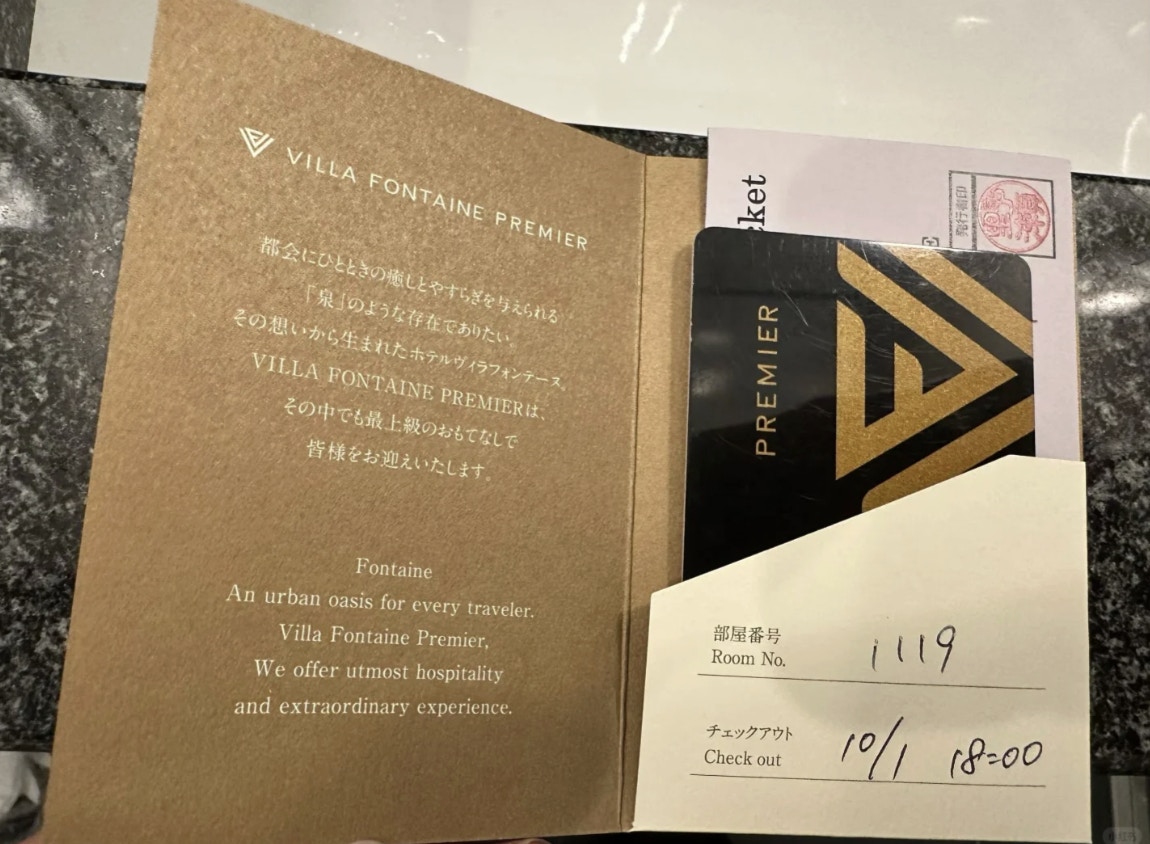 VILLA FONTAINE PREMIER
都会にひとときの癒しとやすらぎを与えられる
「泉」のような存在でありたい。
その想いから生まれたホテルヴィラフォンテーヌ。
VILLA FONTAINE PREMIERは、
その中でも最上級のおもてなしで
皆様をお迎えいたします。
Fontaine
An urban oasis for every traveler.
Villa Fontaine Premier,
We offer utmost hospitality
and extraordinary experience.
cket
発行者印
PREMIER
部屋番号
Room No.
1119
チェックアウト
Check out
10/1 18=00